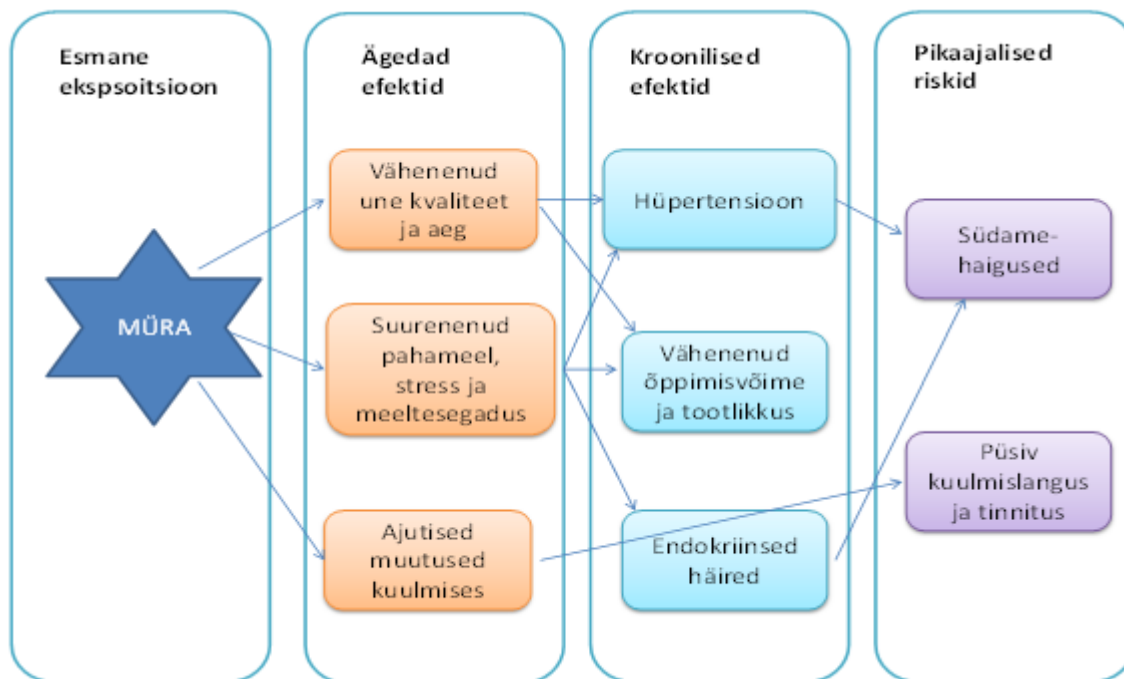 Esmane
ekspsoitsioon
MÜRA
Ägedad
efektid
Vähenenud
une kvaliteet
ja aeg
Suurenenud
pahameel,
stress ja
meeltesegadus
Ajutised
muutused
kuulmises
Kroonilised
efektid
Hüpertensioon
Vähenenud
õppimisvõime
ja tootlikkus
Endokriinsed
häired
Pikaajalised
riskid
Südame-
haigused
Püsiv
kuulmislangus
ja tinnitus